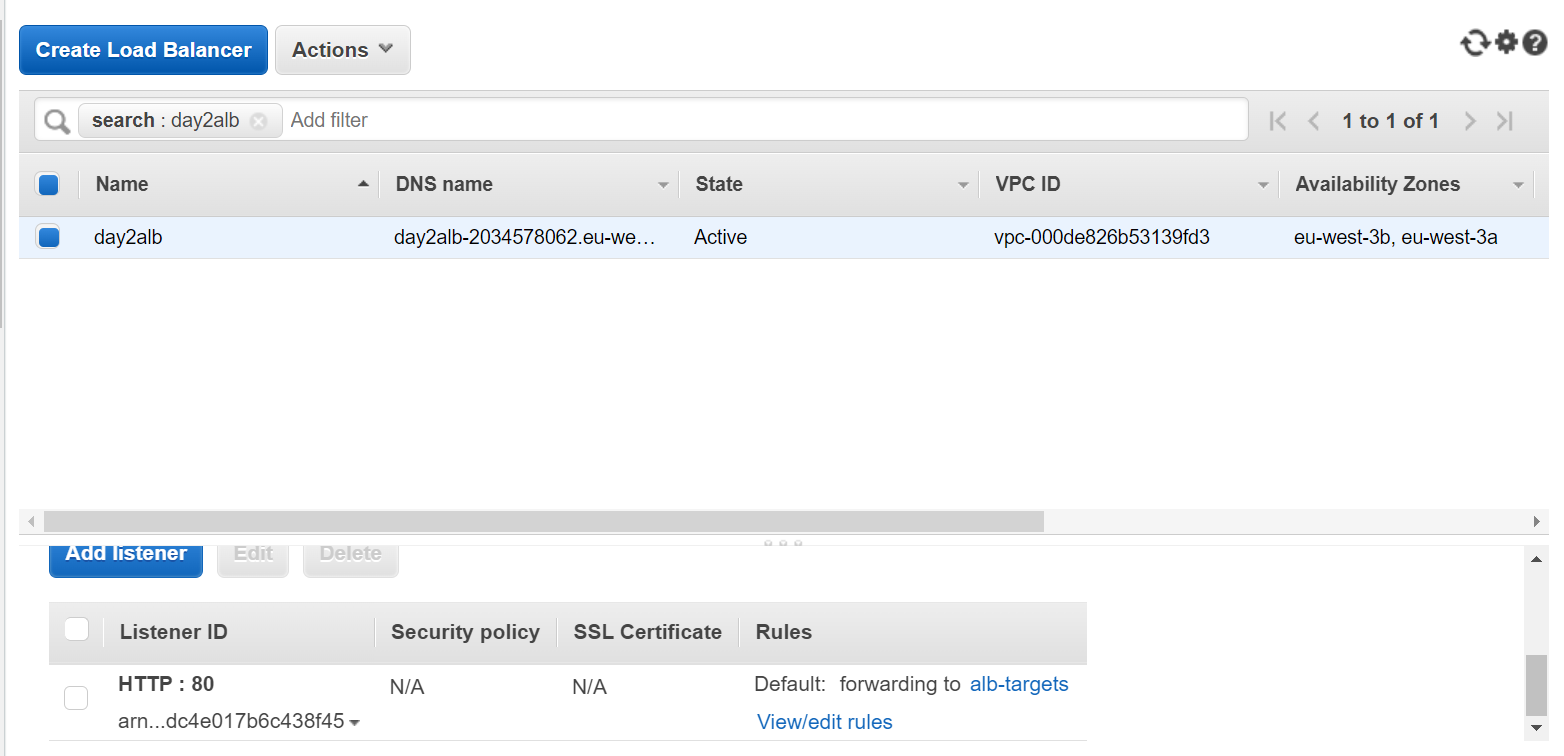 Create Load Balancer Actions
search : day2alb Add filter 1 to 1 of 1
Name DNS name State VPC ID Availability Zones
day2alb day2alb-2034578062.eu-we… Active vpc-000de826b53139fd3 eu-west-3b, eu-west-3a
Add listener Edit Delete
Listener ID Security policy SSL Certificate Rules
HTTP : 80 N/A N/A Default: forwarding to alb-targets
arn...dc4e017b6c438f45 View/edit rules